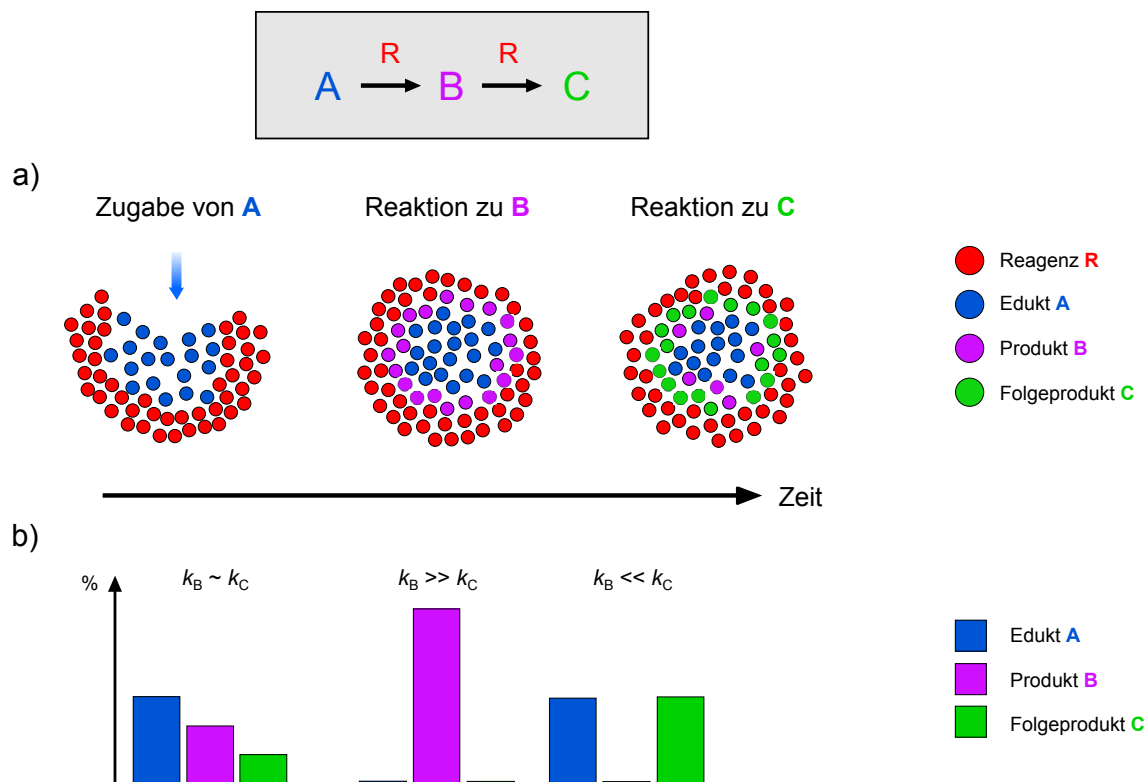 R R
A B C
a)
Zugabe von A Reaktion zu B Reaktion zu C
Reagenz R
Edukt A
Produkt B
Folgeprodukt C
Zeit
b)
% kB ~ kC kB >> kC kB << kC
Edukt A
Produkt B
Folgeprodukt C